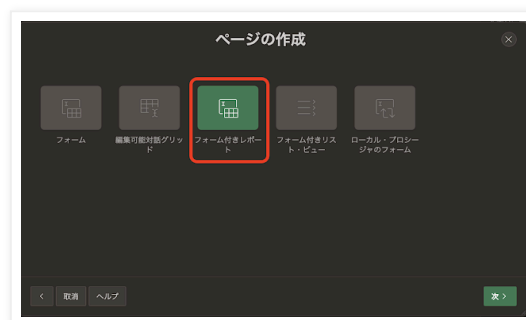 ページの作成
フォーム
編集可能対話グリッ
ド
フォーム付きレポー
ト
フォーム付きリス
ト・ビュー
ローカル・プロシー
ジャのフォーム
取消
ヘルプ
次